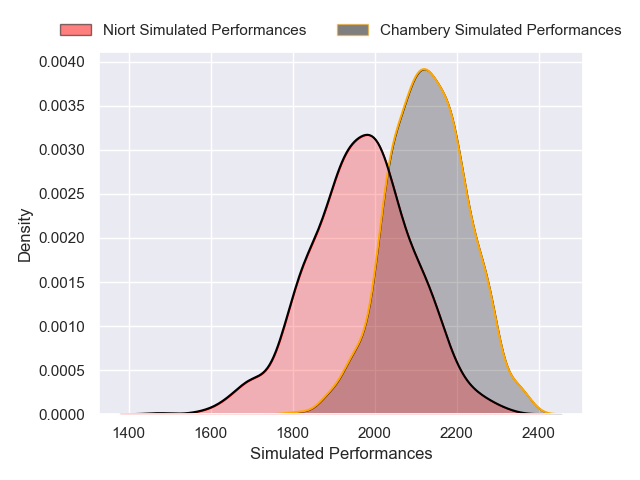 Niort Simulated Performances Chambery Simulated Performances
0.0040
0.0035
0.0030
0.0025
0.0020
0.0015
0.0010
0.0005
0.0000
Density
1400 1600 1800 2000 2200 2400
Simulated Performances